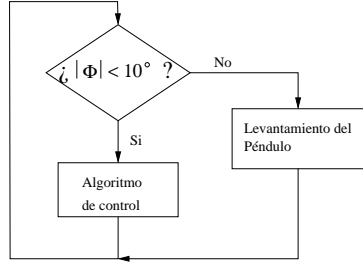 ¿ |Φ| < 10° ?
No
Si
Levantamiento del
Péndulo
Algoritmo
de control